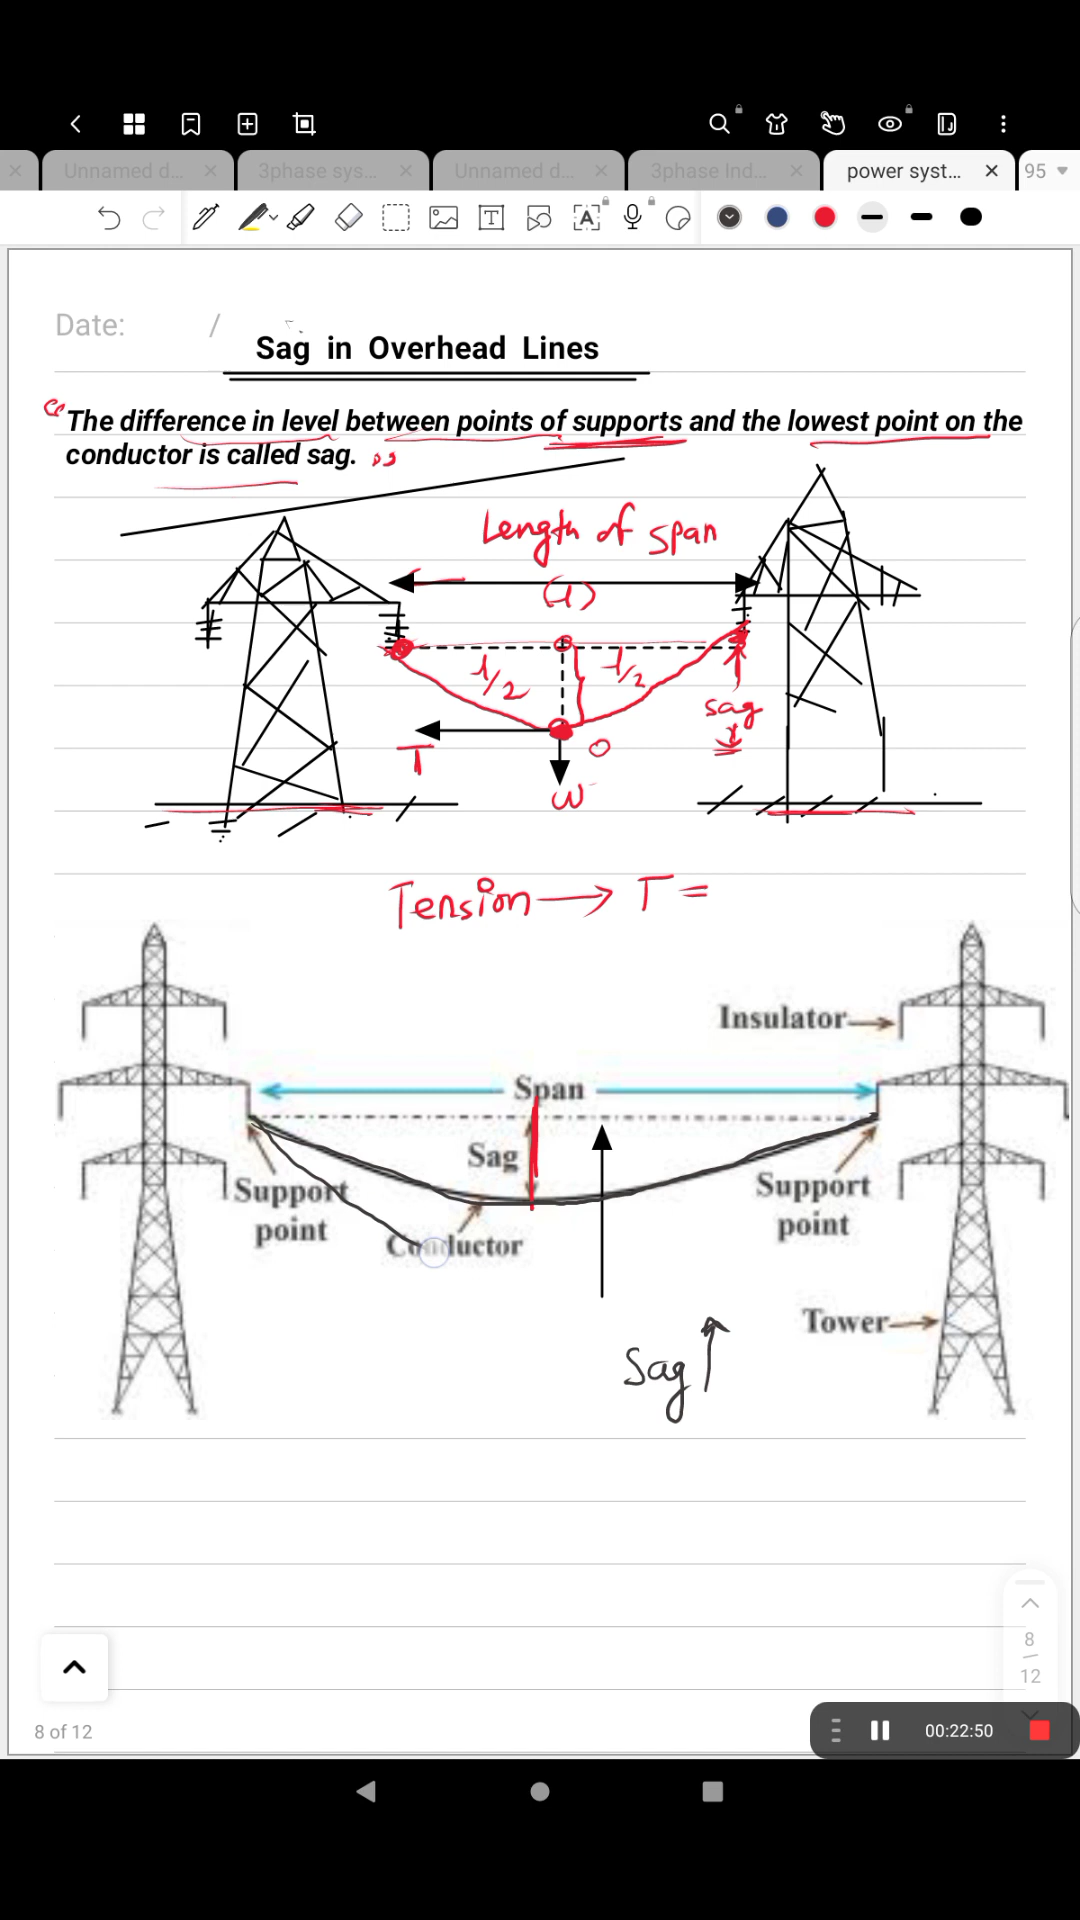 Unnamed d...
3phase sys...
Unnamed d...
3phase Ind...
power syst...
95
T
A
Date: /
Sag in Overhead Lines
"The difference in level between points of supports and the lowest point on the
conductor is called sag."
Length of span
(l)
l/2
l/2
sag
T
O
W
Tension → T =
Insulator
Span
Sag
Support
point
Support
point
Conductor
Tower
Sag ↑
8
12
8 of 12
00:22:50